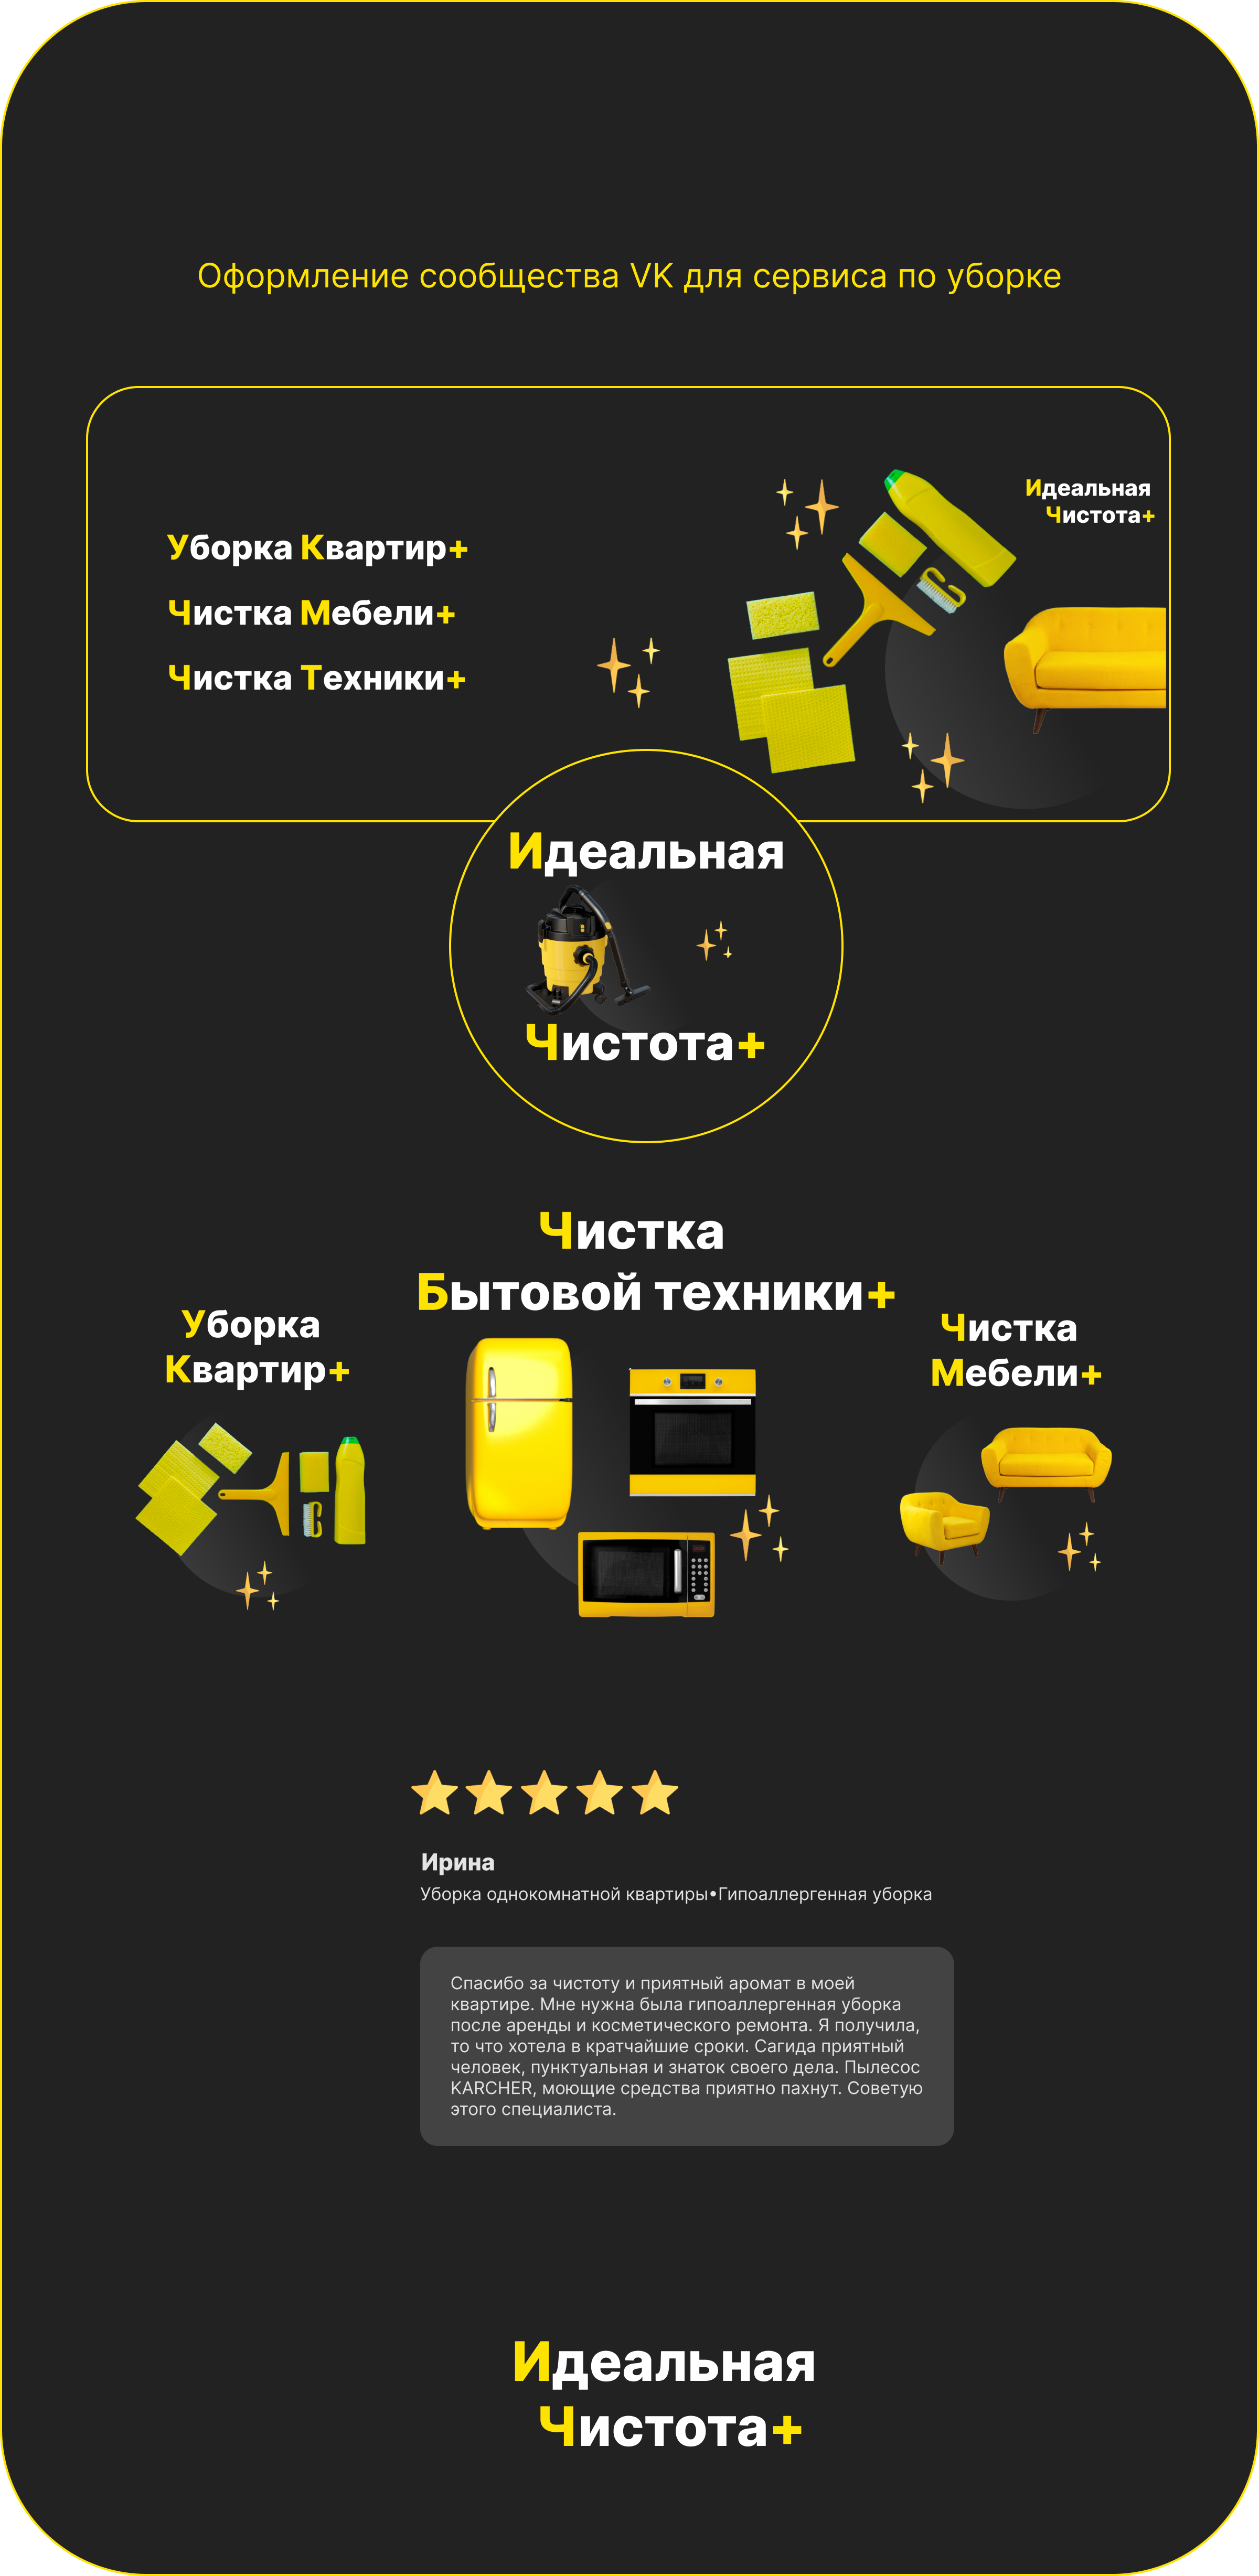 Оформление сообщества VK для сервиса по уборке
Уборка Квартир+
Чистка Мебели+
Чистка Техники+
Идеальная
Чистота+
Идеальная
Чистота+
Чистка
Бытовой техники+
Уборка
Квартир+
Чистка
Мебели+
Ирина
Уборка однокомнатной квартиры•Гипоаллергенная уборка
Спасибо за чистоту и приятный аромат в моей
квартире. Мне нужна была гипоаллергенная уборка
после аренды и косметического ремонта. Я получила,
то что хотела в кратчайшие сроки. Сагида приятный
человек, пунктуальная и знаток своего дела. Пылесос
KARCHER, моющие средства приятно пахнут. Советую
этого специалиста.
Идеальная
Чистота+